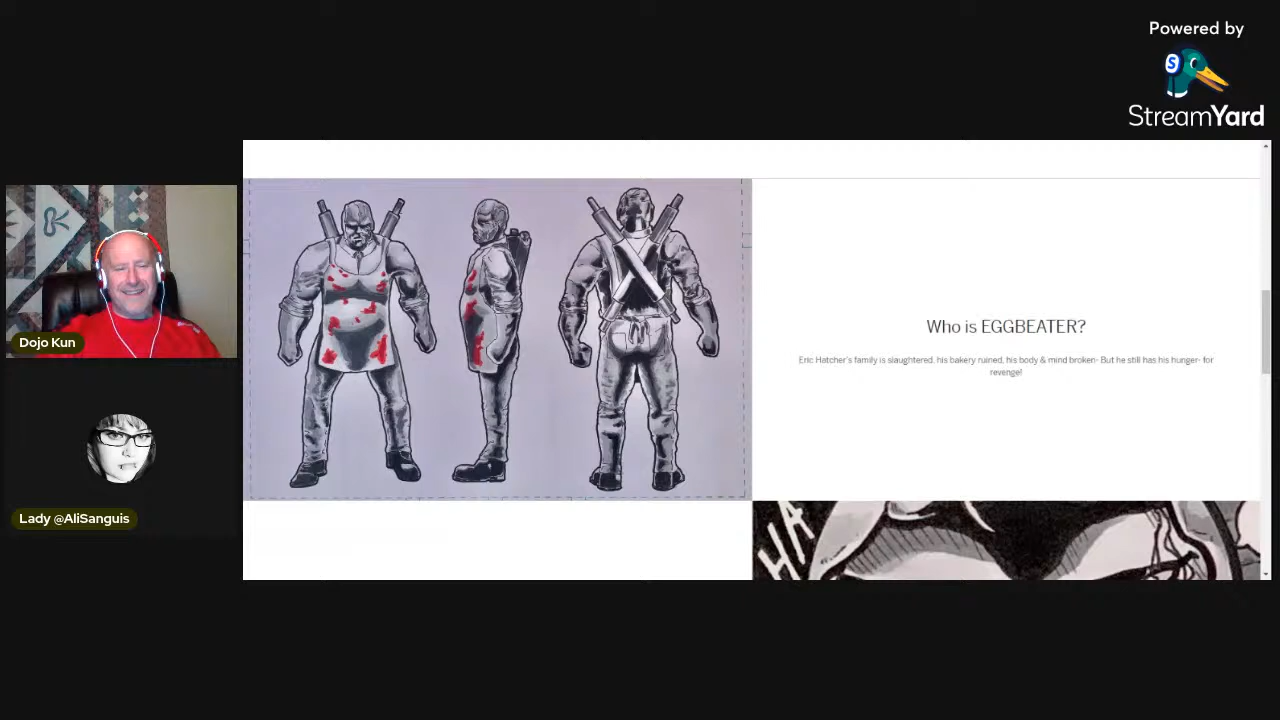 Powered by
S
StreamYard
Dojo Kun
Who is EGGBEATER?
Eric Hatcher's family is slaughtered, his bakery ruined, his body & mind broken- But he still has his hunger- for
revenge!
Lady @AliSanguis
HA